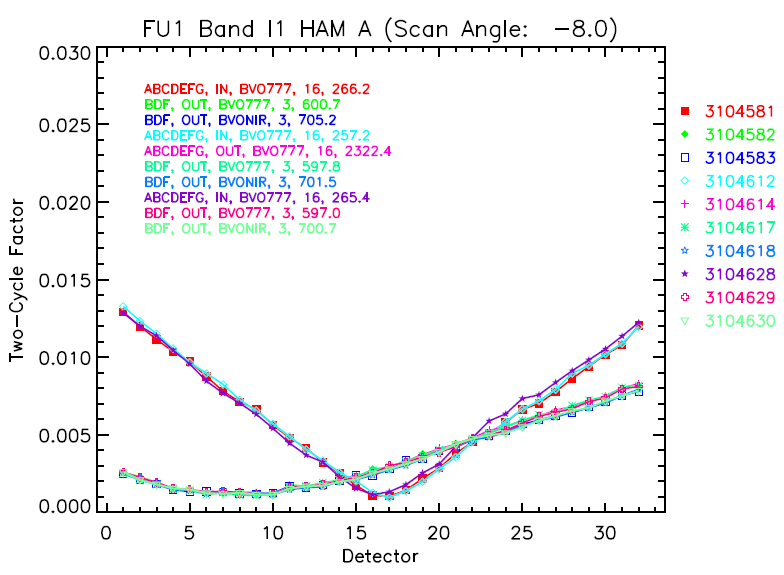 FU1 Band I1 HAM A (Scan Angle: -8.0)
0.030
0.025
0.020
0.015
0.010
0.005
0.000
Two-Cycle Factor
ABCDEFG, IN, BVO777, 16, 266.2
BDF, OUT, BVO777, 3, 600.7
BDF, OUT, BVONIR, 3, 705.2
ABCDEFG, IN, BVO777, 16, 257.2
ABCDEFG, OUT, BVO777, 16, 2322.4
BDF, OUT, BVO777, 3, 597.8
BDF, OUT, BVONIR, 3, 701.5
ABCDEFG, IN, BVO777, 16, 265.4
BDF, OUT, BVO777, 3, 597.0
BDF, OUT, BVONIR, 3, 700.7
3104581
3104582
3104583
3104612
3104614
3104617
3104618
3104628
3104629
3104630
0 5 10 15 20 25 30
Detector